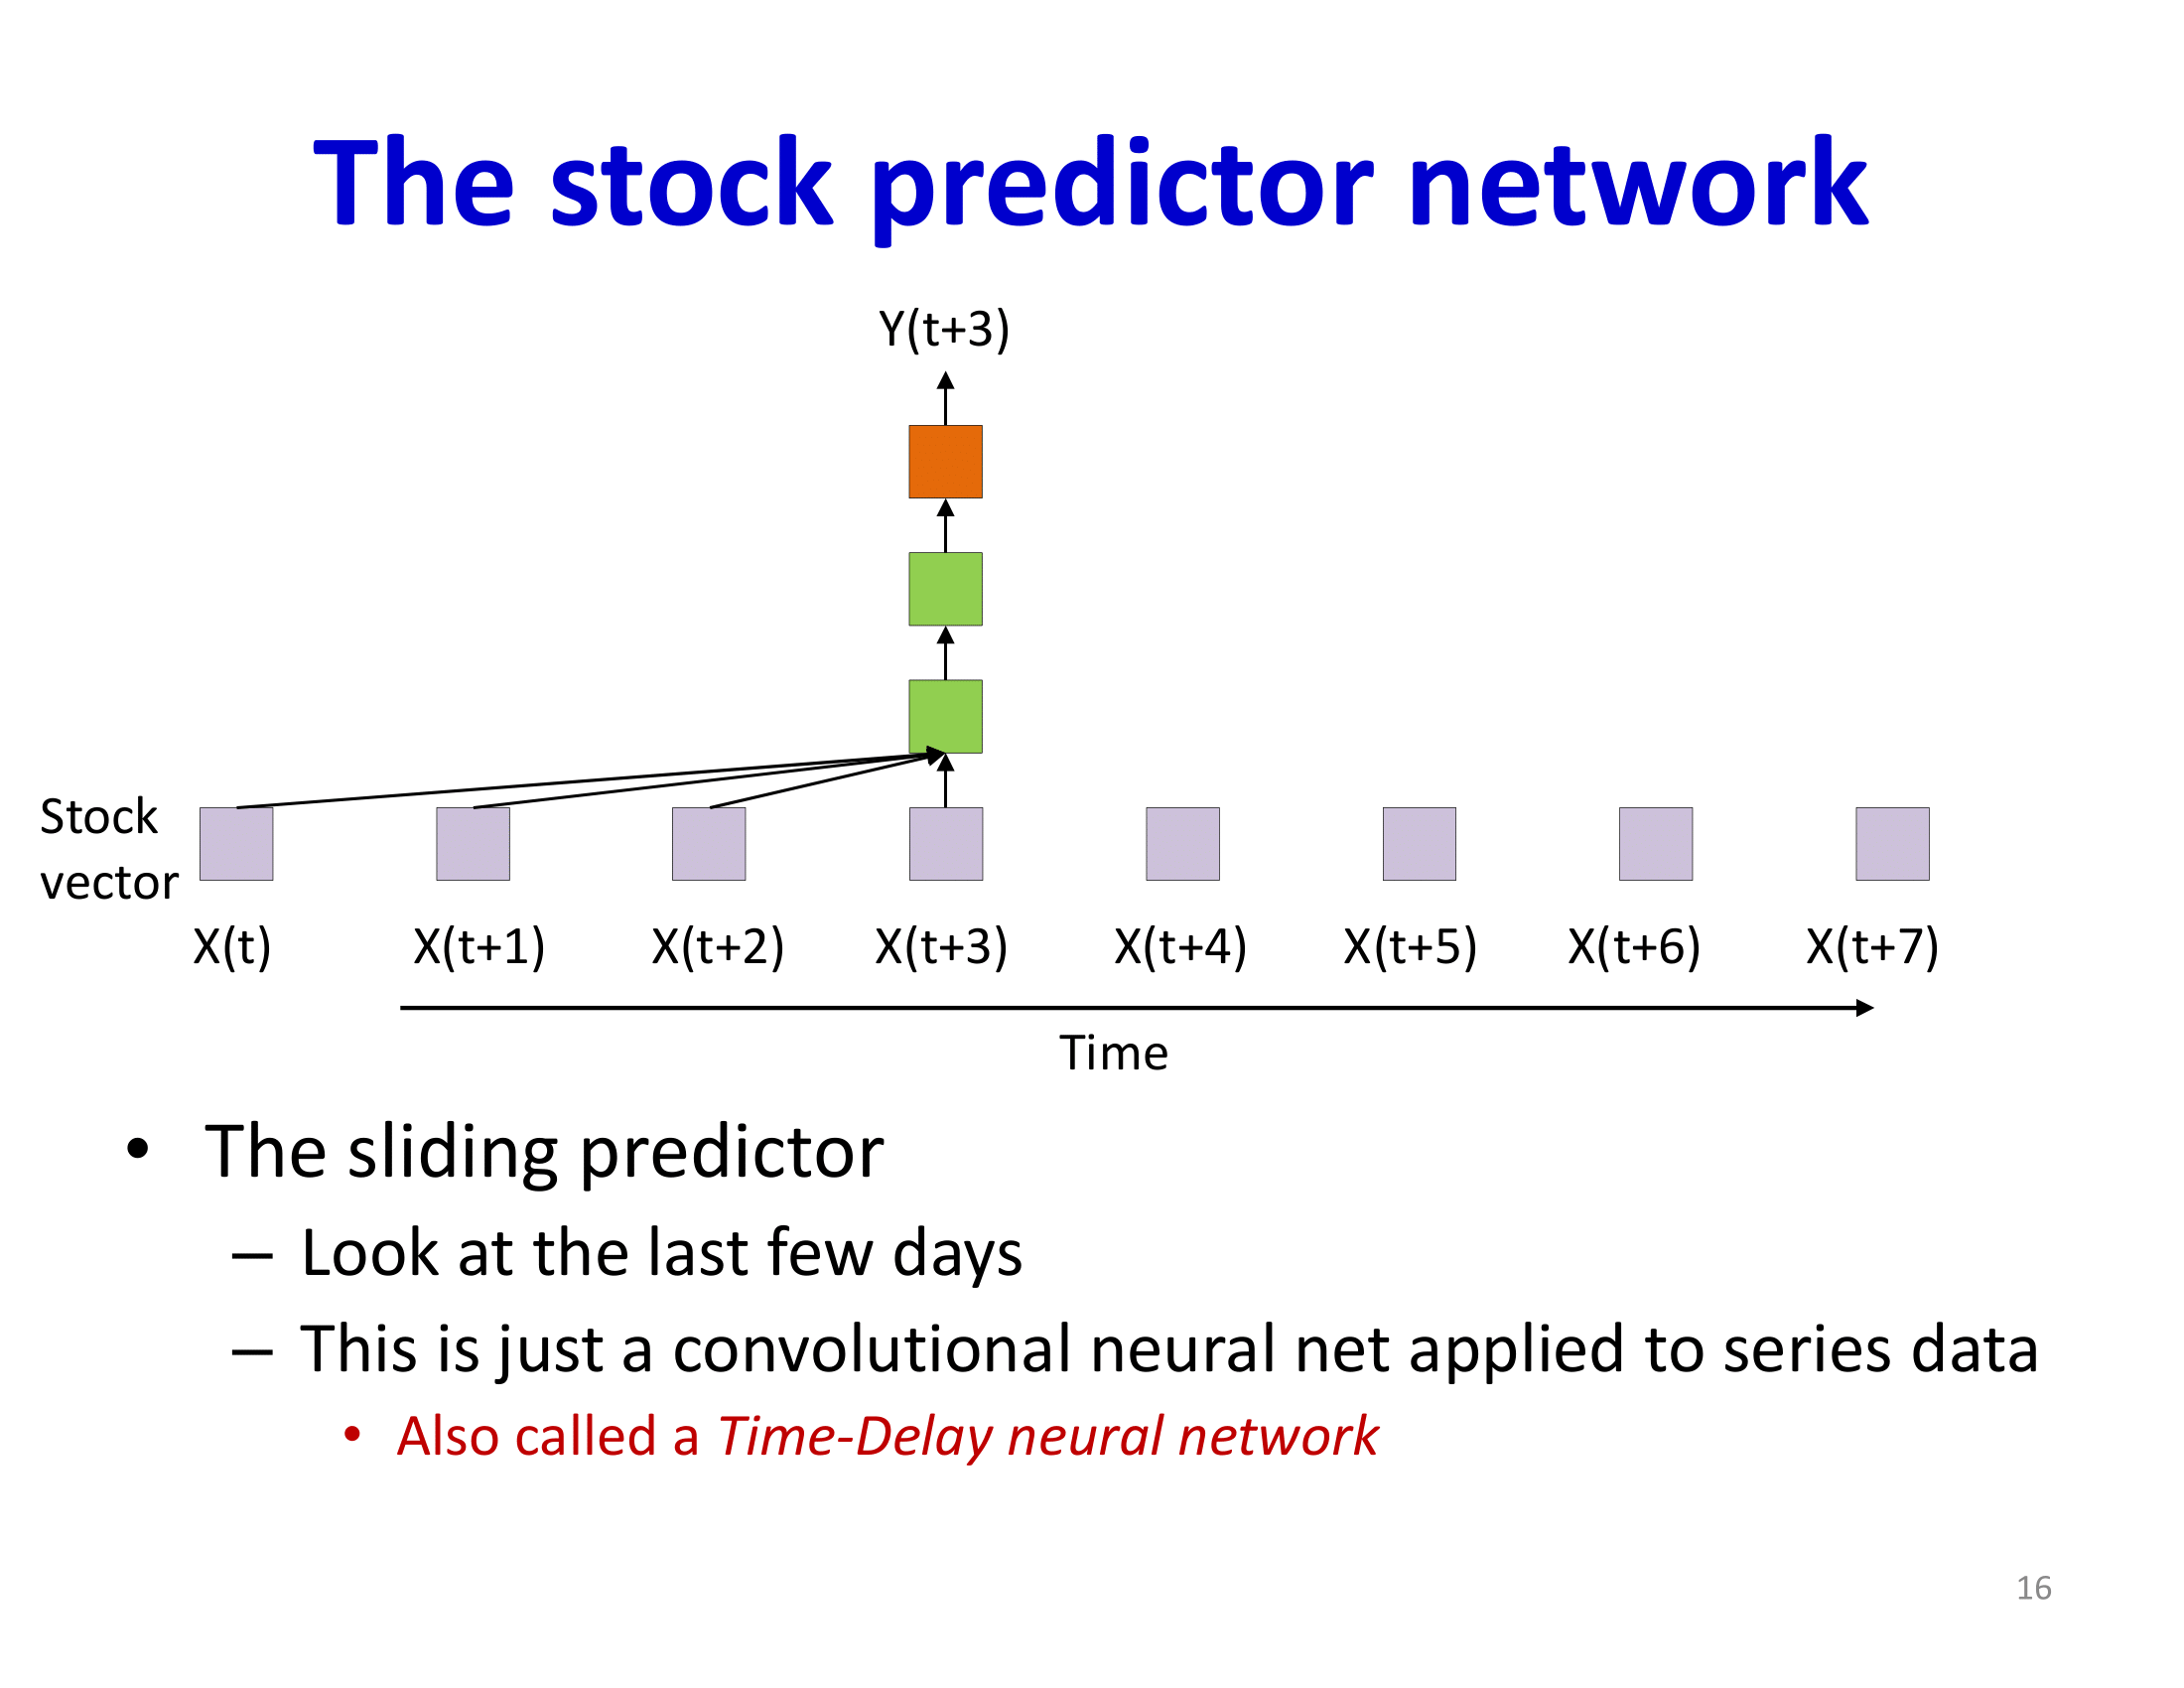 The stock predictor network
Y(t+3)
Stock
vector
X(t) X(t+1) X(t+2) X(t+3) X(t+4) X(t+5) X(t+6) X(t+7)
Time
• The sliding predictor
– Look at the last few days
– This is just a convolutional neural net applied to series data
• Also called a Time-Delay neural network
16